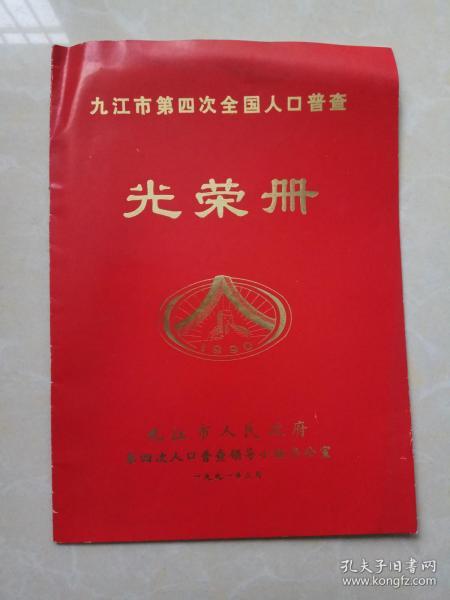 九江市第四次全国人口普查
光荣册
1990
九江市人民政府
第四次人口普查领导小组办公室
一九九一年三月
孔夫子旧书网
www.kongfz.com